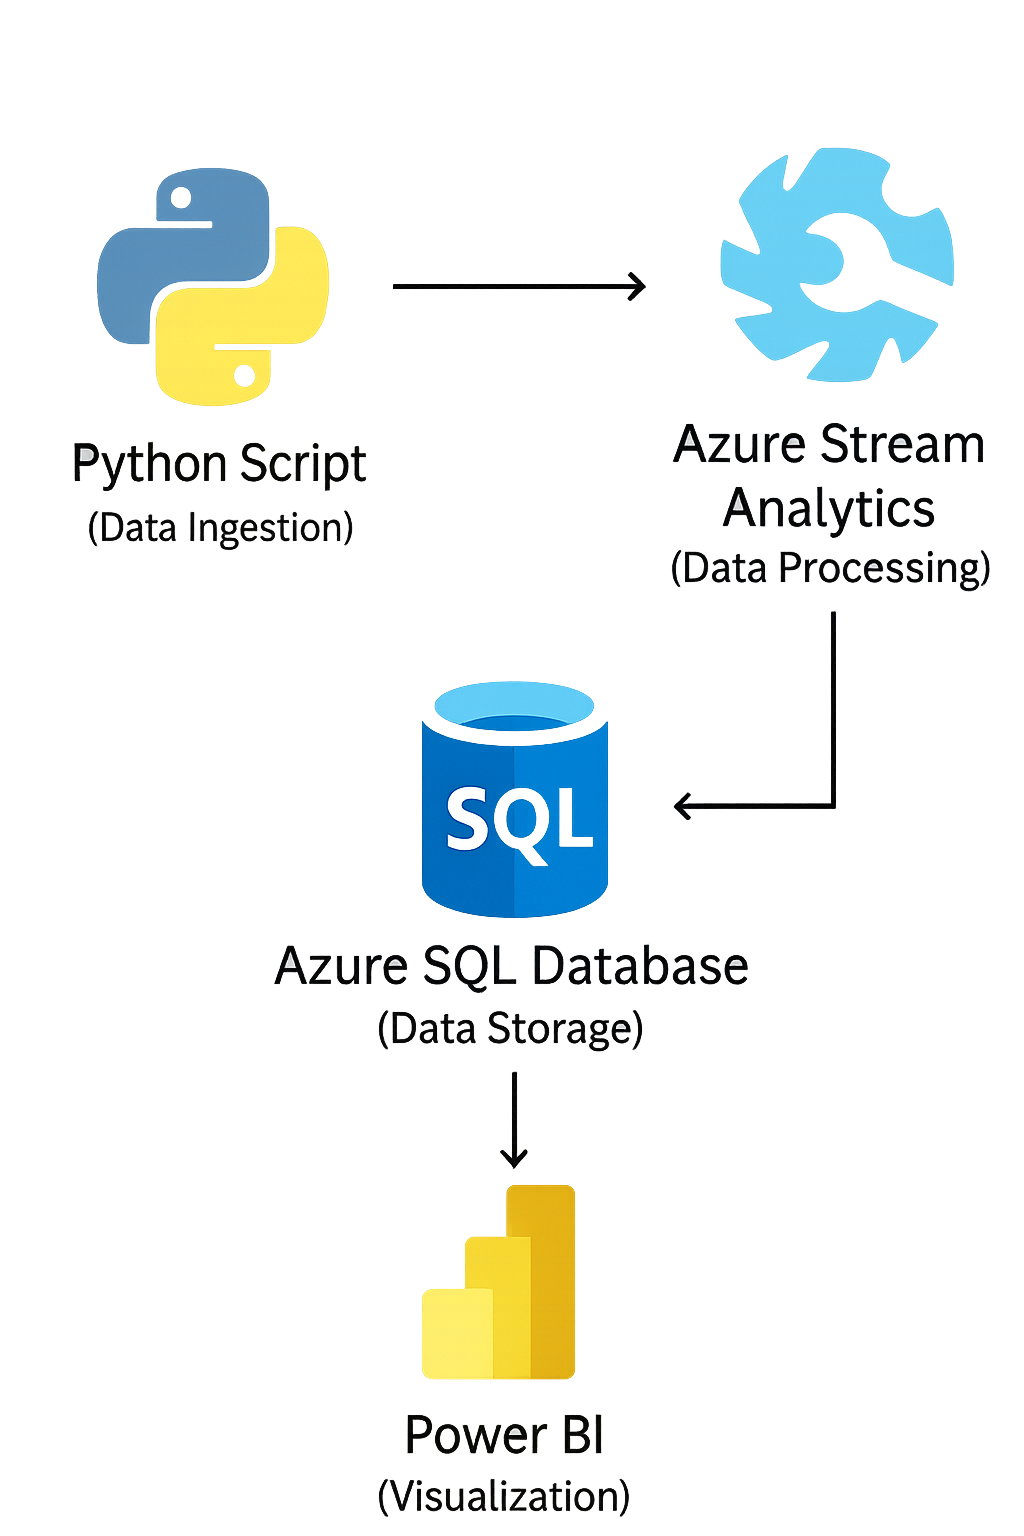 Python Script
(Data Ingestion)
Azure Stream
Analytics
(Data Processing)
SQL
Azure SQL Database
(Data Storage)
Power BI
(Visualization)